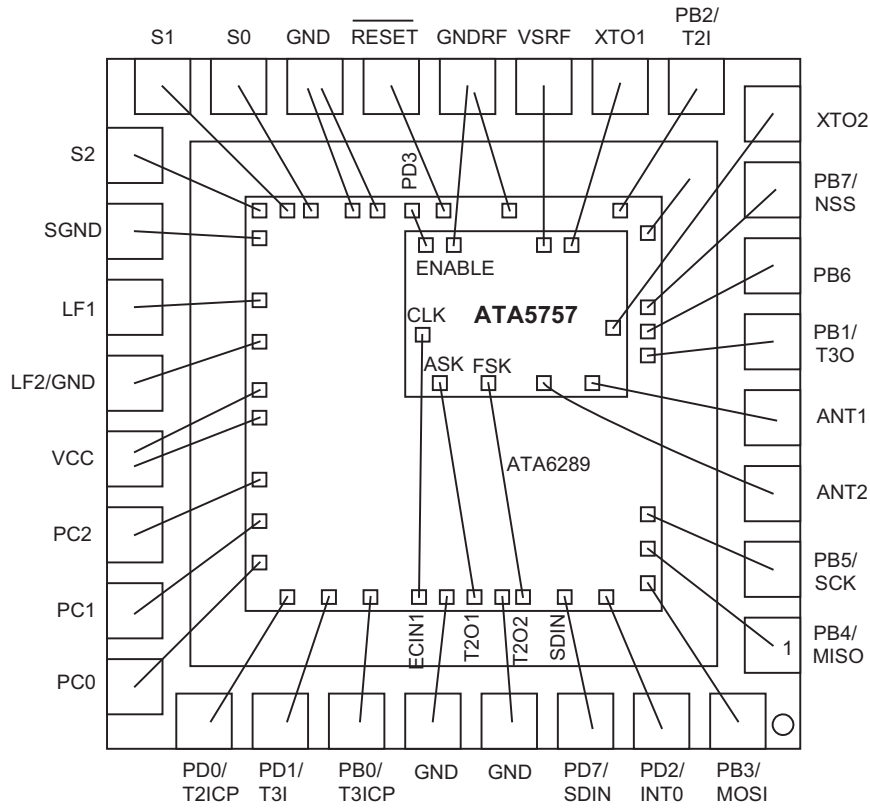 S1
S0
GND
RESET
GNDRF
VSRF
XTO1
PB2/
T2I
S2
SGND
LF1
LF2/GND
VCC
PC2
PC1
PC0
XTO2
PB7/
NSS
PB6
PB1/
T3O
ANT1
ANT2
PB5/
SCK
PB4/
MISO
1
PD3
ENABLE
CLK
ATA5757
ASK
FSK
ATA6289
ECIN1
T2O1
T2O2
SDIN
PD0/
T2ICP
PD1/
T3I
PB0/
T3ICP
GND
GND
PD7/
SDIN
PD2/
INT0
PB3/
MOSI